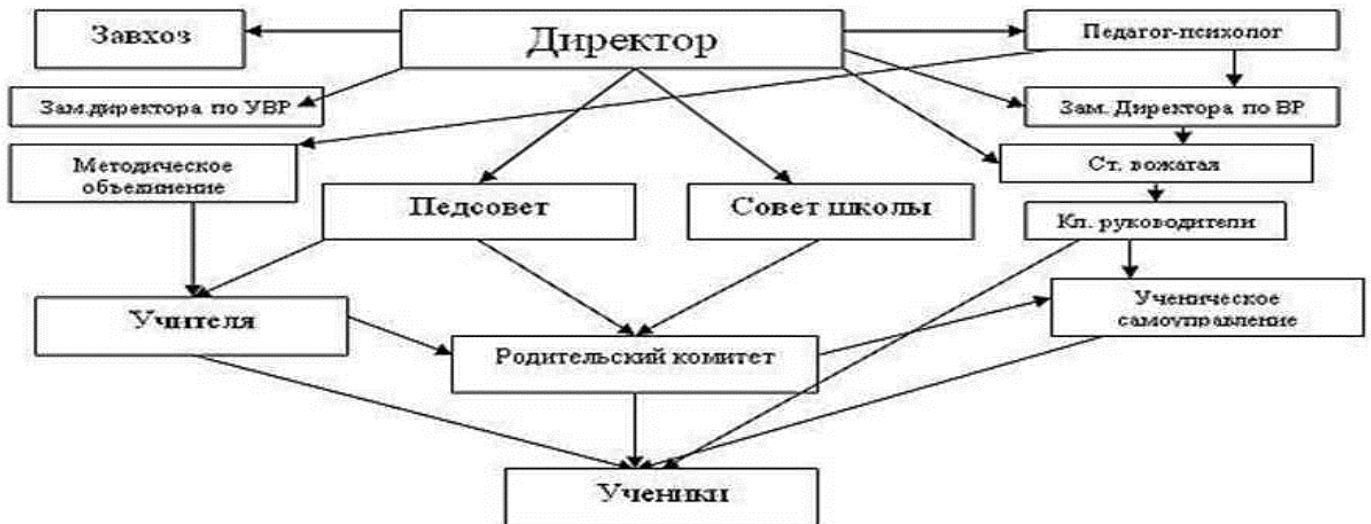 Завхоз
Директор
Педагог-психолог
Зам.директора по УВР
Зам. Директора по ВР
Методическое
объединение
Ст. вожатая
Педсовет
Совет школы
Кл. руководители
Учителя
Ученическое
самоуправление
Родительский комитет
Ученики